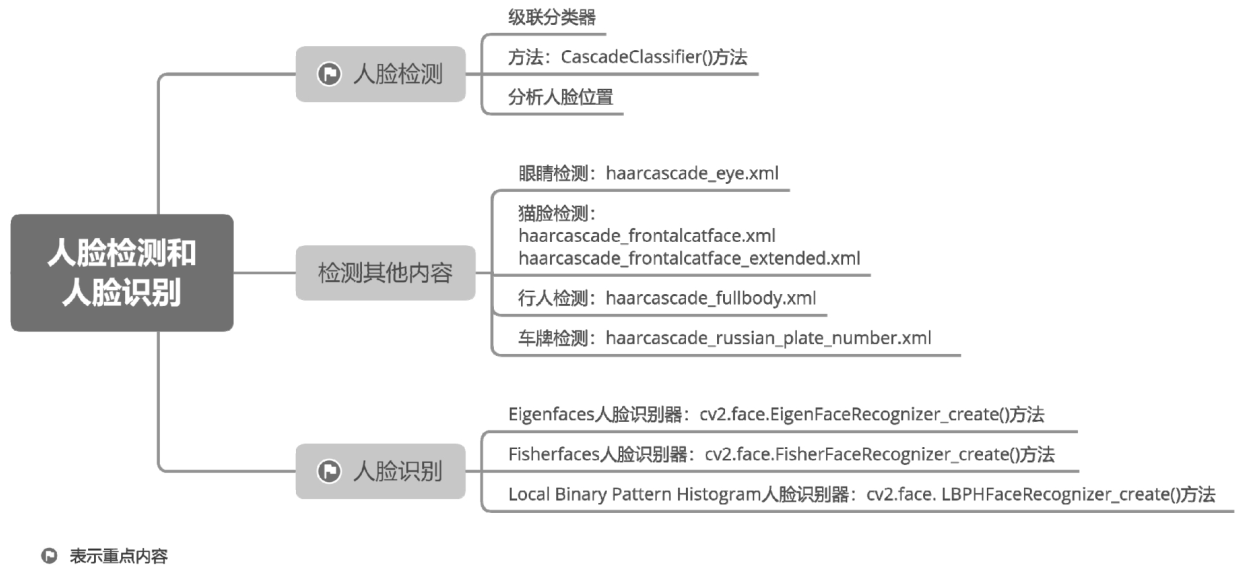 级联分类器
人脸检测
方法：CascadeClassifier()方法
分析人脸位置
人脸检测和
人脸识别
检测其他内容
眼睛检测：haarcascade_eye.xml
猫脸检测：
haarcascade_frontalcatface.xml
haarcascade_frontalcatface_extended.xml
行人检测：haarcascade_fullbody.xml
车牌检测：haarcascade_russian_plate_number.xml
人脸识别
Eigenfaces人脸识别器：cv2.face.EigenFaceRecognizer_create()方法
Fisherfaces人脸识别器：cv2.face.FisherFaceRecognizer_create()方法
Local Binary Pattern Histogram人脸识别器：cv2.face. LBPHFaceRecognizer_create()方法
表示重点内容